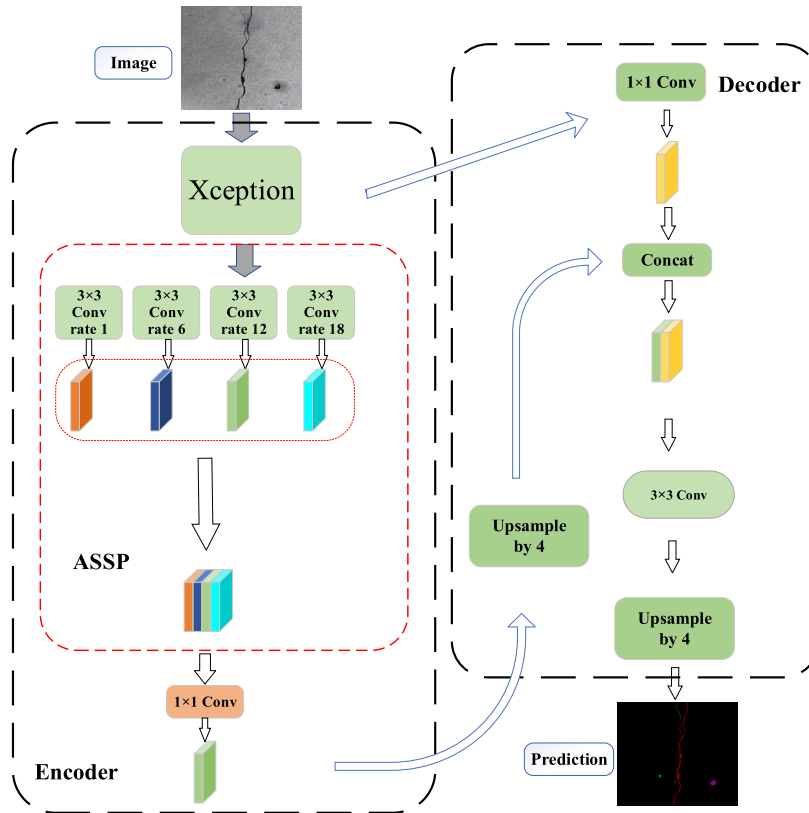 Image
Xception
3×3
Conv
rate 1
3×3
Conv
rate 6
3×3
Conv
rate 12
3×3
Conv
rate 18
ASSP
1×1 Conv
Encoder
Decoder
1×1 Conv
Concat
3×3 Conv
Upsample
by 4
Upsample
by 4
Prediction